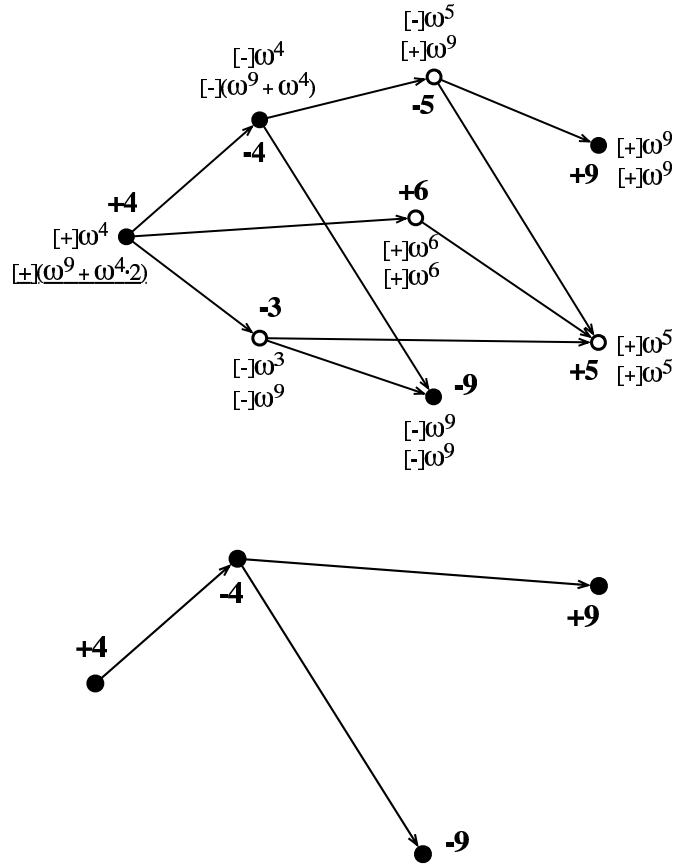 [-]ω⁵
[+]ω⁹
-5
[-]ω⁴
[-](ω⁹ + ω⁴)
-4
+9
[+]ω⁹
[+]ω⁹
+4
[+]ω⁴
[+](ω⁹ + ω⁴·2)
+6
[+]ω⁶
[+]ω⁶
-3
[-]ω³
[-]ω⁹
+5
[+]ω⁵
[+]ω⁵
-9
[-]ω⁹
[-]ω⁹
-4
+9
+4
-9